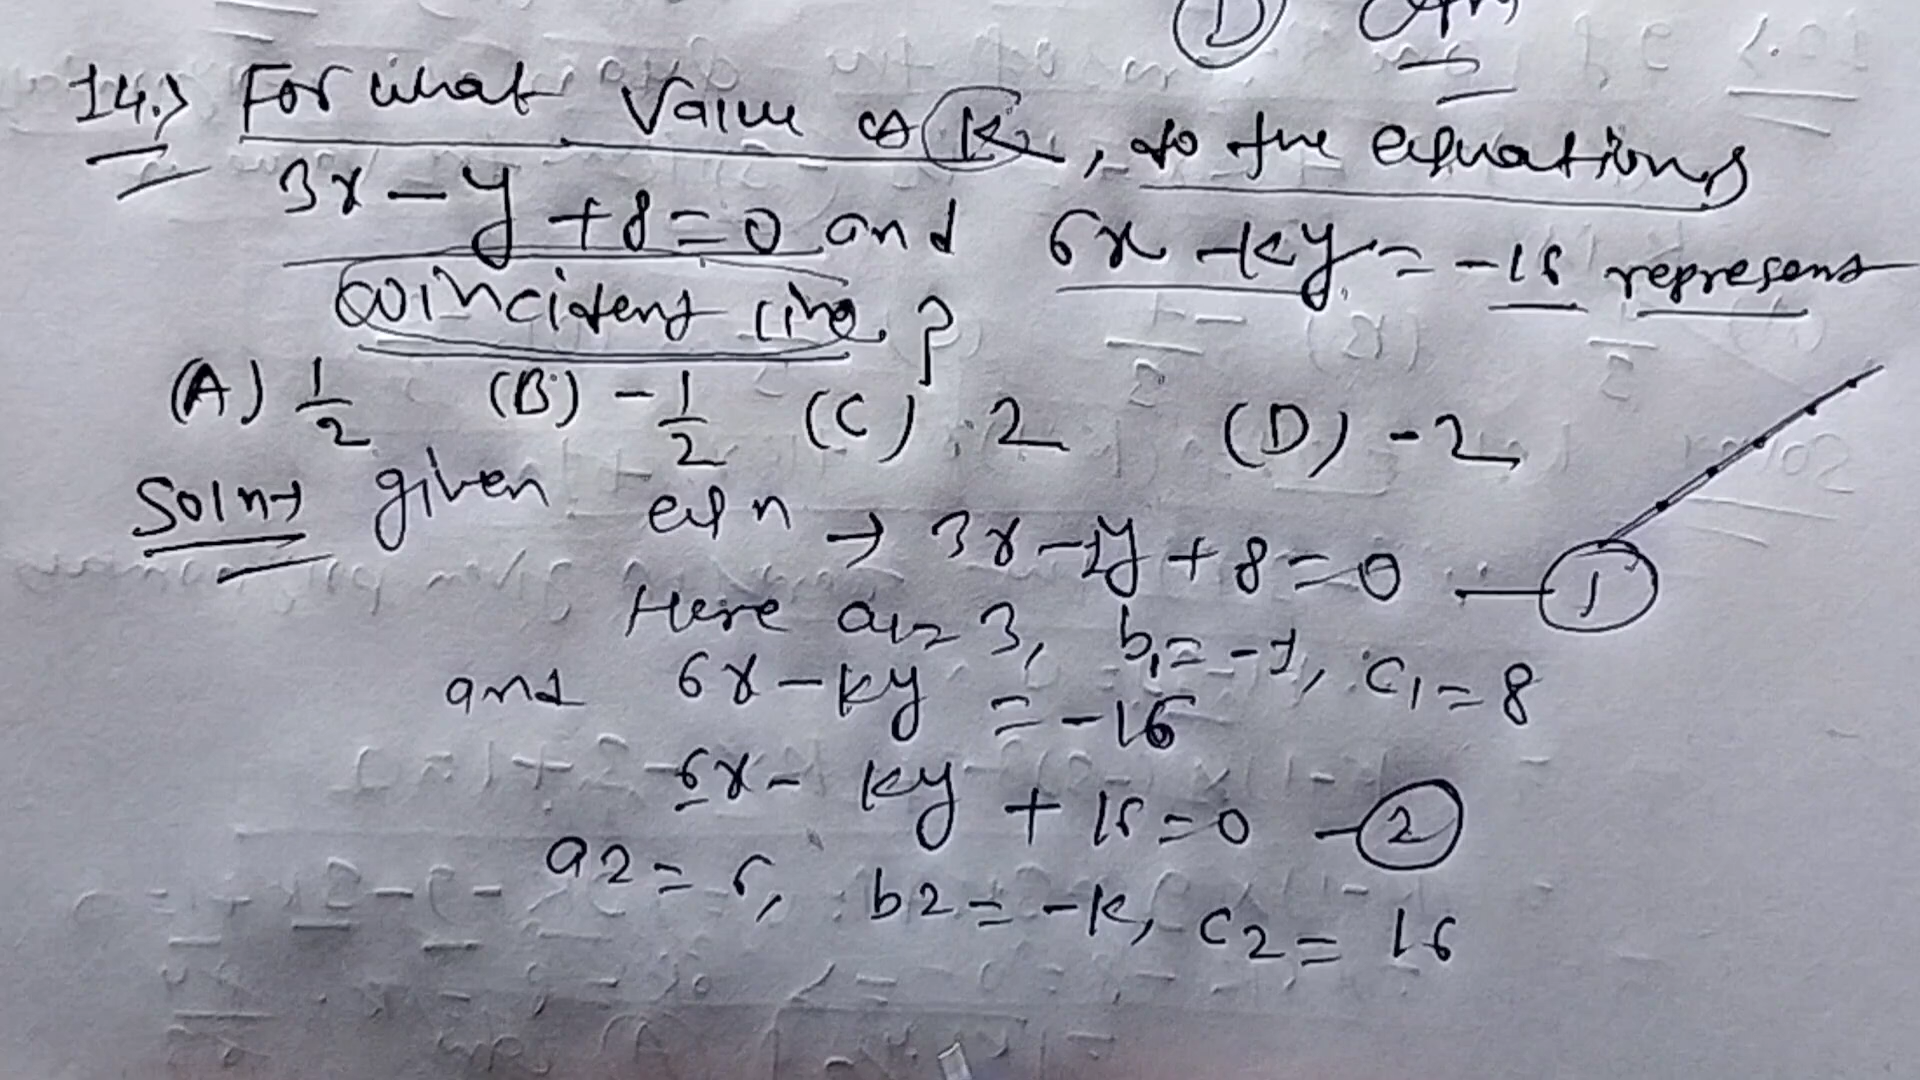 (D) Ans
14.) For what value of K, do the equations
3x - y + 8 = 0 and 6x - ky = -16 represent
coincident line. ?
(A) 1/2 (B) - 1/2 (C) 2 (D) -2
Soln→ given eqn → 3x - 1y + 8 = 0 — 1
Here a1 = 3, b1 = -1, c1 = 8
and 6x - ky = -16
6x - ky + 16 = 0 — 2
a2 = 6, b2 = -k, c2 = 16